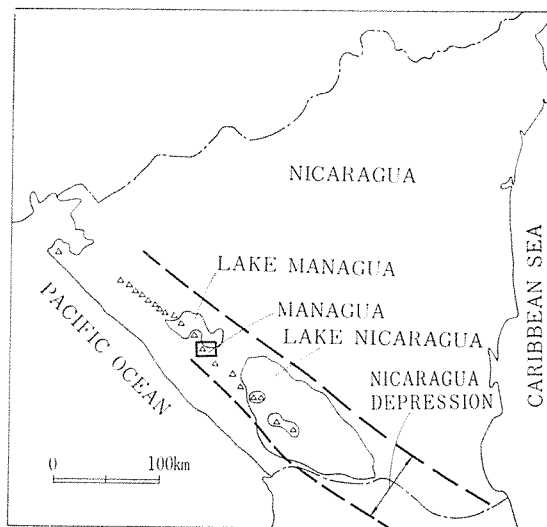 NICARAGUA
LAKE MANAGUA
MANAGUA
LAKE NICARAGUA
NICARAGUA
DEPRESSION
PACIFIC OCEAN
CARIBBEAN SEA
0 100km